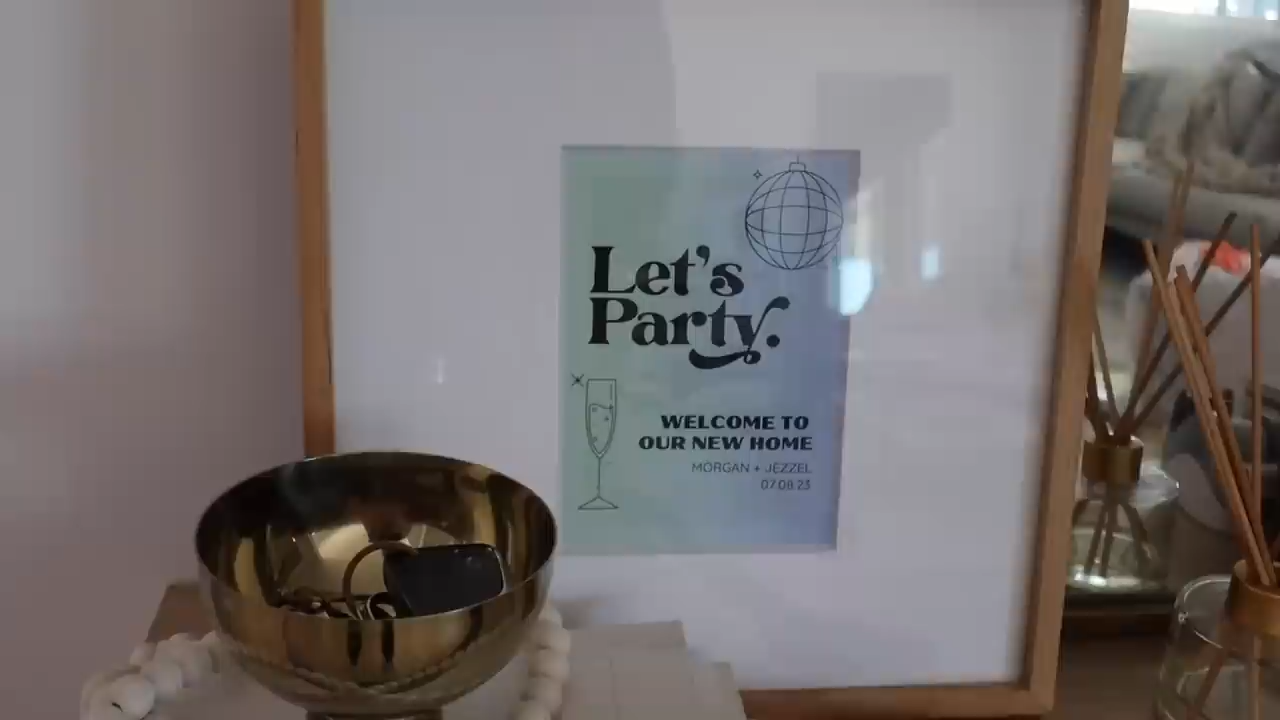 Let's
Party.
WELCOME TO
OUR NEW HOME
MORGAN + JEZZEL
07.08.23